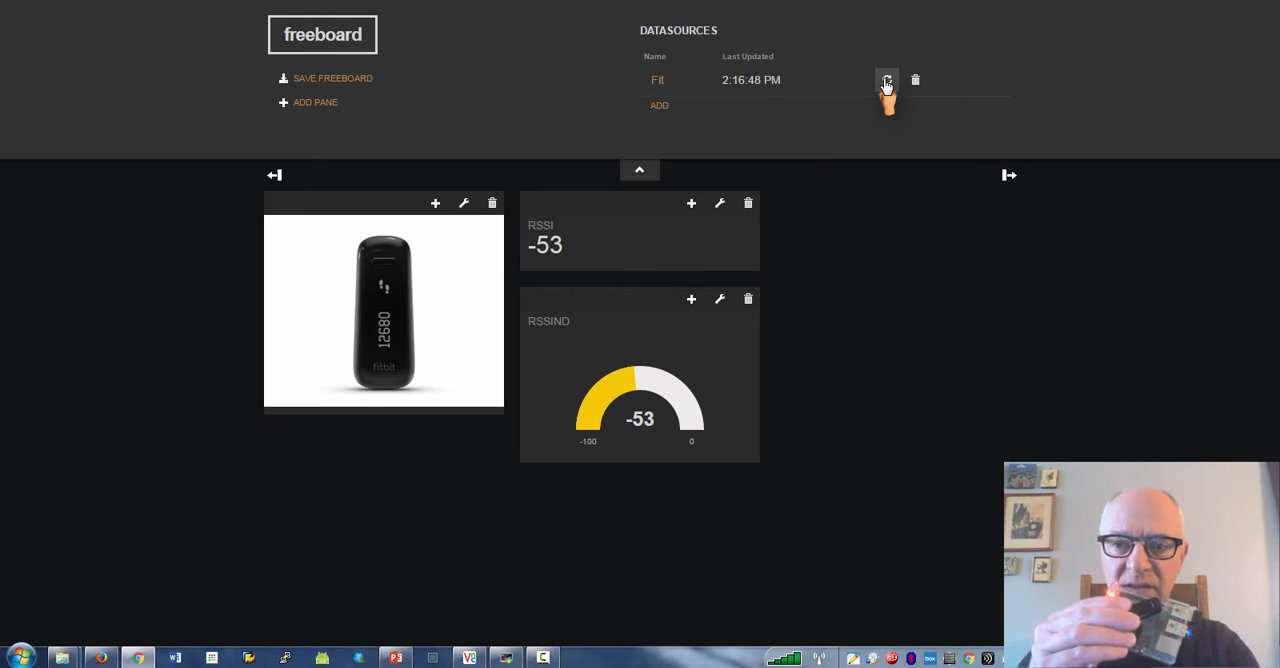 freeboard
SAVE FREEBOARD
ADD PANE
DATASOURCES
Name Last Updated
Fit 2:16:48 PM
ADD
12680
fitbit
RSSI
-53
RSSIND
-53
-100 0